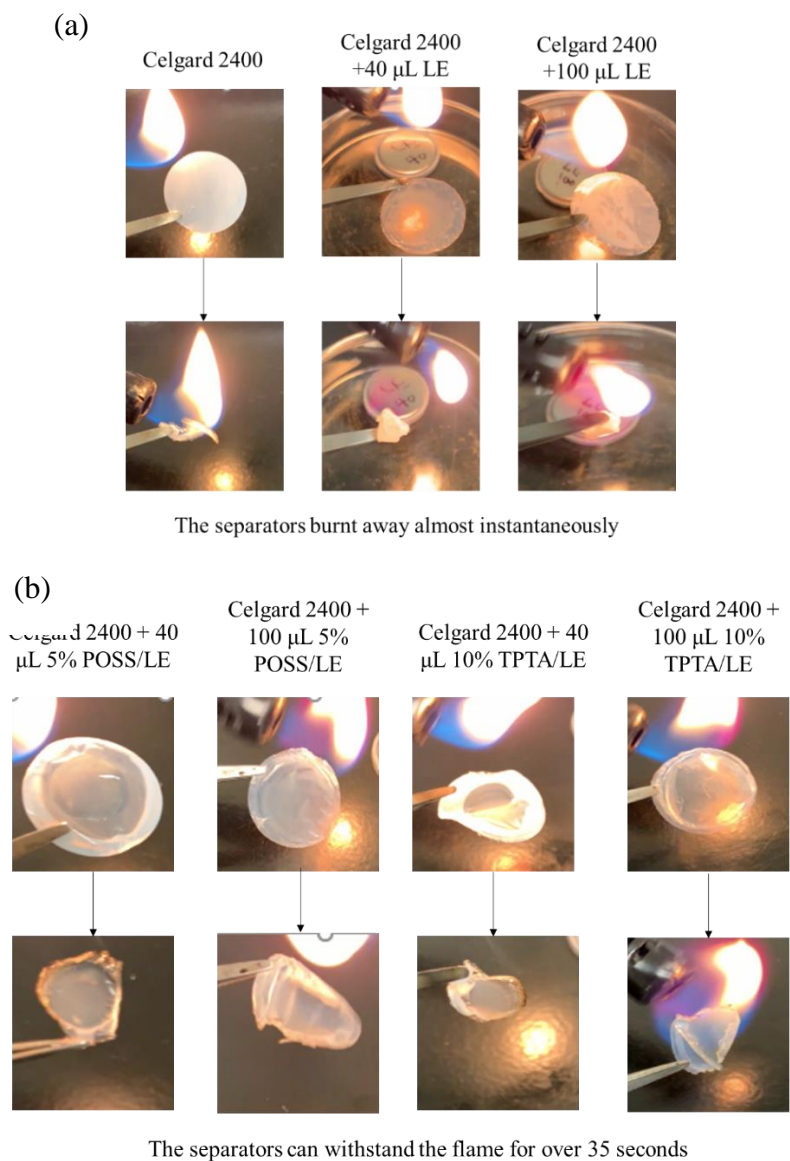 (a)
Celgard 2400
Celgard 2400
+40 μL LE
Celgard 2400
+100 μL LE
The separators burnt away almost instantaneously
(b)
Celgard 2400 + 40
μL 5% POSS/LE
Celgard 2400 +
100 μL 5%
POSS/LE
Celgard 2400 + 40
μL 10% TPTA/LE
Celgard 2400 +
100 μL 10%
TPTA/LE
The separators can withstand the flame for over 35 seconds